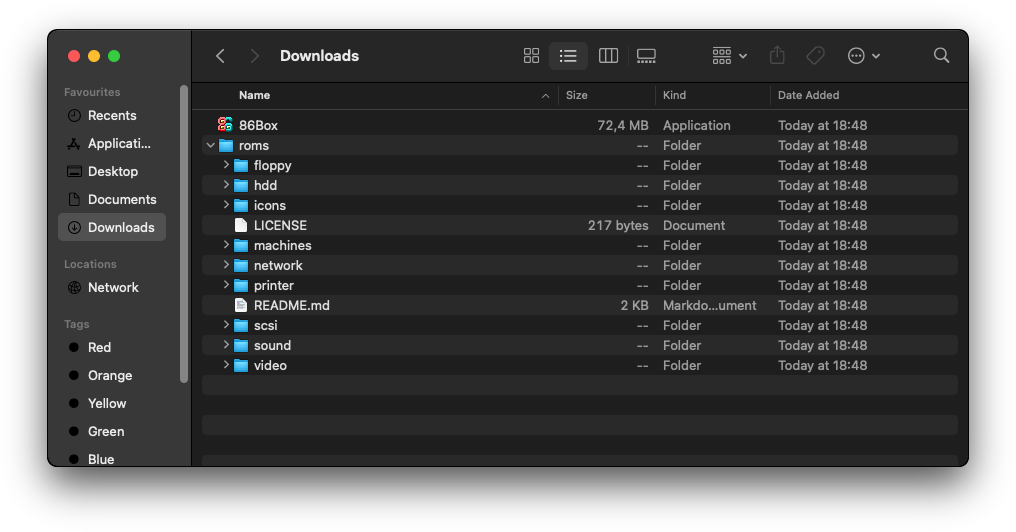 Downloads
Favourites
Recents
Applicati...
Desktop
Documents
Downloads
Locations
Network
Tags
Red
Orange
Yellow
Green
Blue
Name Size Kind Date Added
86Box 72,4 MB Application Today at 18:48
roms -- Folder Today at 18:48
floppy -- Folder Today at 18:48
hdd -- Folder Today at 18:48
icons -- Folder Today at 18:48
LICENSE 217 bytes Document Today at 18:48
machines -- Folder Today at 18:48
network -- Folder Today at 18:48
printer -- Folder Today at 18:48
README.md 2 KB Markdo...ument Today at 18:48
scsi -- Folder Today at 18:48
sound -- Folder Today at 18:48
video -- Folder Today at 18:48